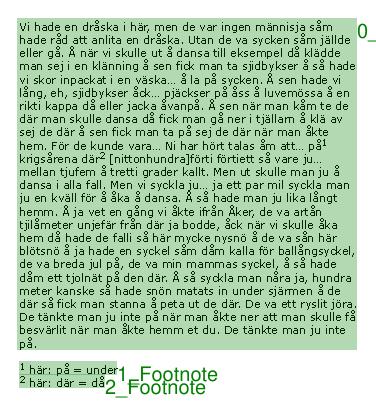 Vi hade en dråska i här, men de var ingen männisja såm
hade råd att anlita en dråska. Utan de va sycken såm jällde
eller gå. Å när vi skulle ut å dansa till eksempel då klädde
man sej i en klänning å sen fick man ta sjidbykser å så hade
vi skor inpackat i en väska... å la på sycken. Å sen hade vi
lång, eh, sjidbykser åck... pjäckser på åss å luvemössa å en
rikti kappa då eller jacka åvanpå. Å sen när man kåm te de
där man skulle dansa då fick man gå ner i tjällarn å klä av
sej de där å sen fick man ta på sej de där när man åkte
hem. För de kunde vara... Ni har hört talas åm att... på1
krigsårena där2 [nittonhundra]förti förtiett så vare ju...
mellan tjufem å tretti grader kallt. Men ut skulle man ju å
dansa i alla fall. Men vi syckla ju... ja ett par mil syckla man
ju en kväll för å åka å dansa. Å så hade man ju lika långt
hemm. Å ja vet en gång vi åkte ifrån Åker, de va artån
tjilåmeter unjefär från där ja bodde, åck när vi skulle åka
hem då hade de falli så här mycke nysnö å de va sån här
blötsnö å ja hade en syckel såm dåm kalla för ballångsyckel,
de va breda jul på, de va min mammas syckel, å så hade
dåm ett tjolnät på den där. Å så syckla man nåra ja, hundra
meter kanske så hade snön matats in under sjärmen å de
där så fick man stanna å peta ut de där. De va ett ryslit jöra.
De tänkte man ju inte på när man åkte ner att man skulle få
besvärlit när man åkte hemm et du. De tänkte man ju inte
på.
0_
1 här: på = under
2 här: där = då
1_Footnote
2_Footnote